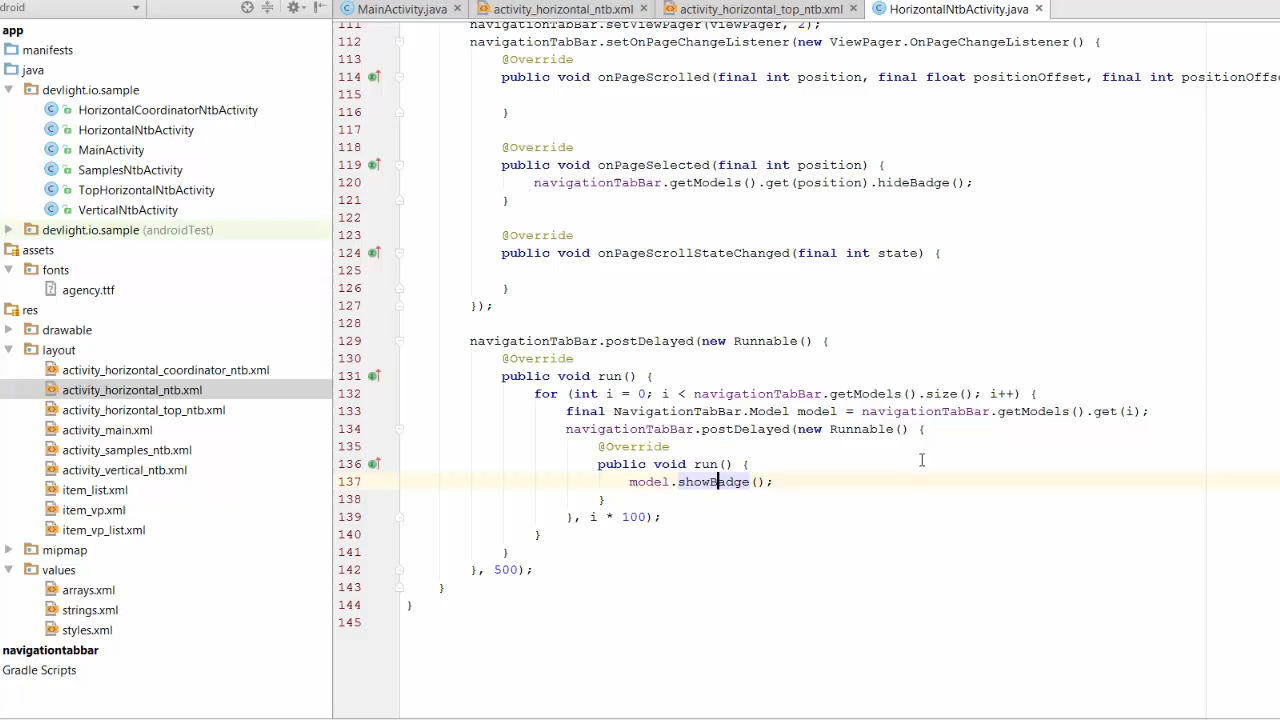 droid
MainActivity.java
activity_horizontal_ntb.xml
activity_horizontal_top_ntb.xml
HorizontalNtbActivity.java
app
manifests
java
devlight.io.sample
HorizontalCoordinatorNtbActivity
HorizontalNtbActivity
MainActivity
SamplesNtbActivity
TopHorizontalNtbActivity
VerticalNtbActivity
devlight.io.sample (androidTest)
assets
fonts
agency.ttf
res
drawable
layout
activity_horizontal_coordinator_ntb.xml
activity_horizontal_ntb.xml
activity_horizontal_top_ntb.xml
activity_main.xml
activity_samples_ntb.xml
activity_vertical_ntb.xml
item_list.xml
item_vp.xml
item_vp_list.xml
mipmap
values
arrays.xml
strings.xml
styles.xml
navigationtabbar
Gradle Scripts
111 navigationTabBar.setViewPager(viewPager, 2);
112 navigationTabBar.setOnPageChangeListener(new ViewPager.OnPageChangeListener() {
113 @Override
114 public void onPageScrolled(final int position, final float positionOffset, final int positionOffse
115
116 }
117
118 @Override
119 public void onPageSelected(final int position) {
120 navigationTabBar.getModels().get(position).hideBadge();
121 }
122
123 @Override
124 public void onPageScrollStateChanged(final int state) {
125
126 }
127 });
128
129 navigationTabBar.postDelayed(new Runnable() {
130 @Override
131 public void run() {
132 for (int i = 0; i < navigationTabBar.getModels().size(); i++) {
133 final NavigationTabBar.Model model = navigationTabBar.getModels().get(i);
134 navigationTabBar.postDelayed(new Runnable() {
135 @Override
136 public void run() {
137 model.showBadge();
138 }
139 }, i * 100);
140 }
141 }
142 }, 500);
143 }
144 }
145